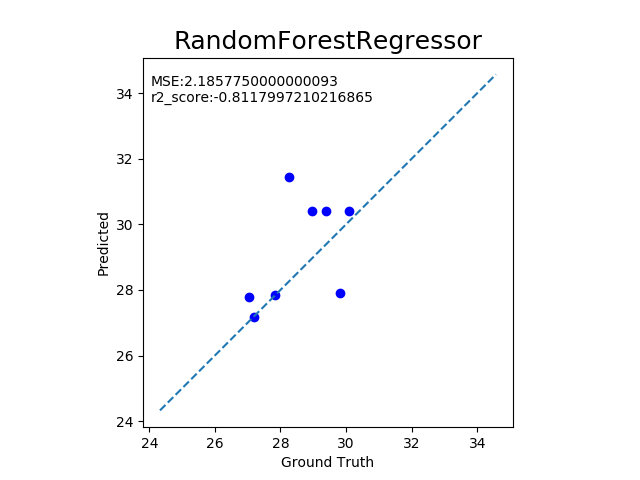 RandomForestRegressor
MSE:2.1857750000000093
r2_score:-0.8117997210216865
34
32
30
28
26
24
Predicted
24 26 28 30 32 34
Ground Truth